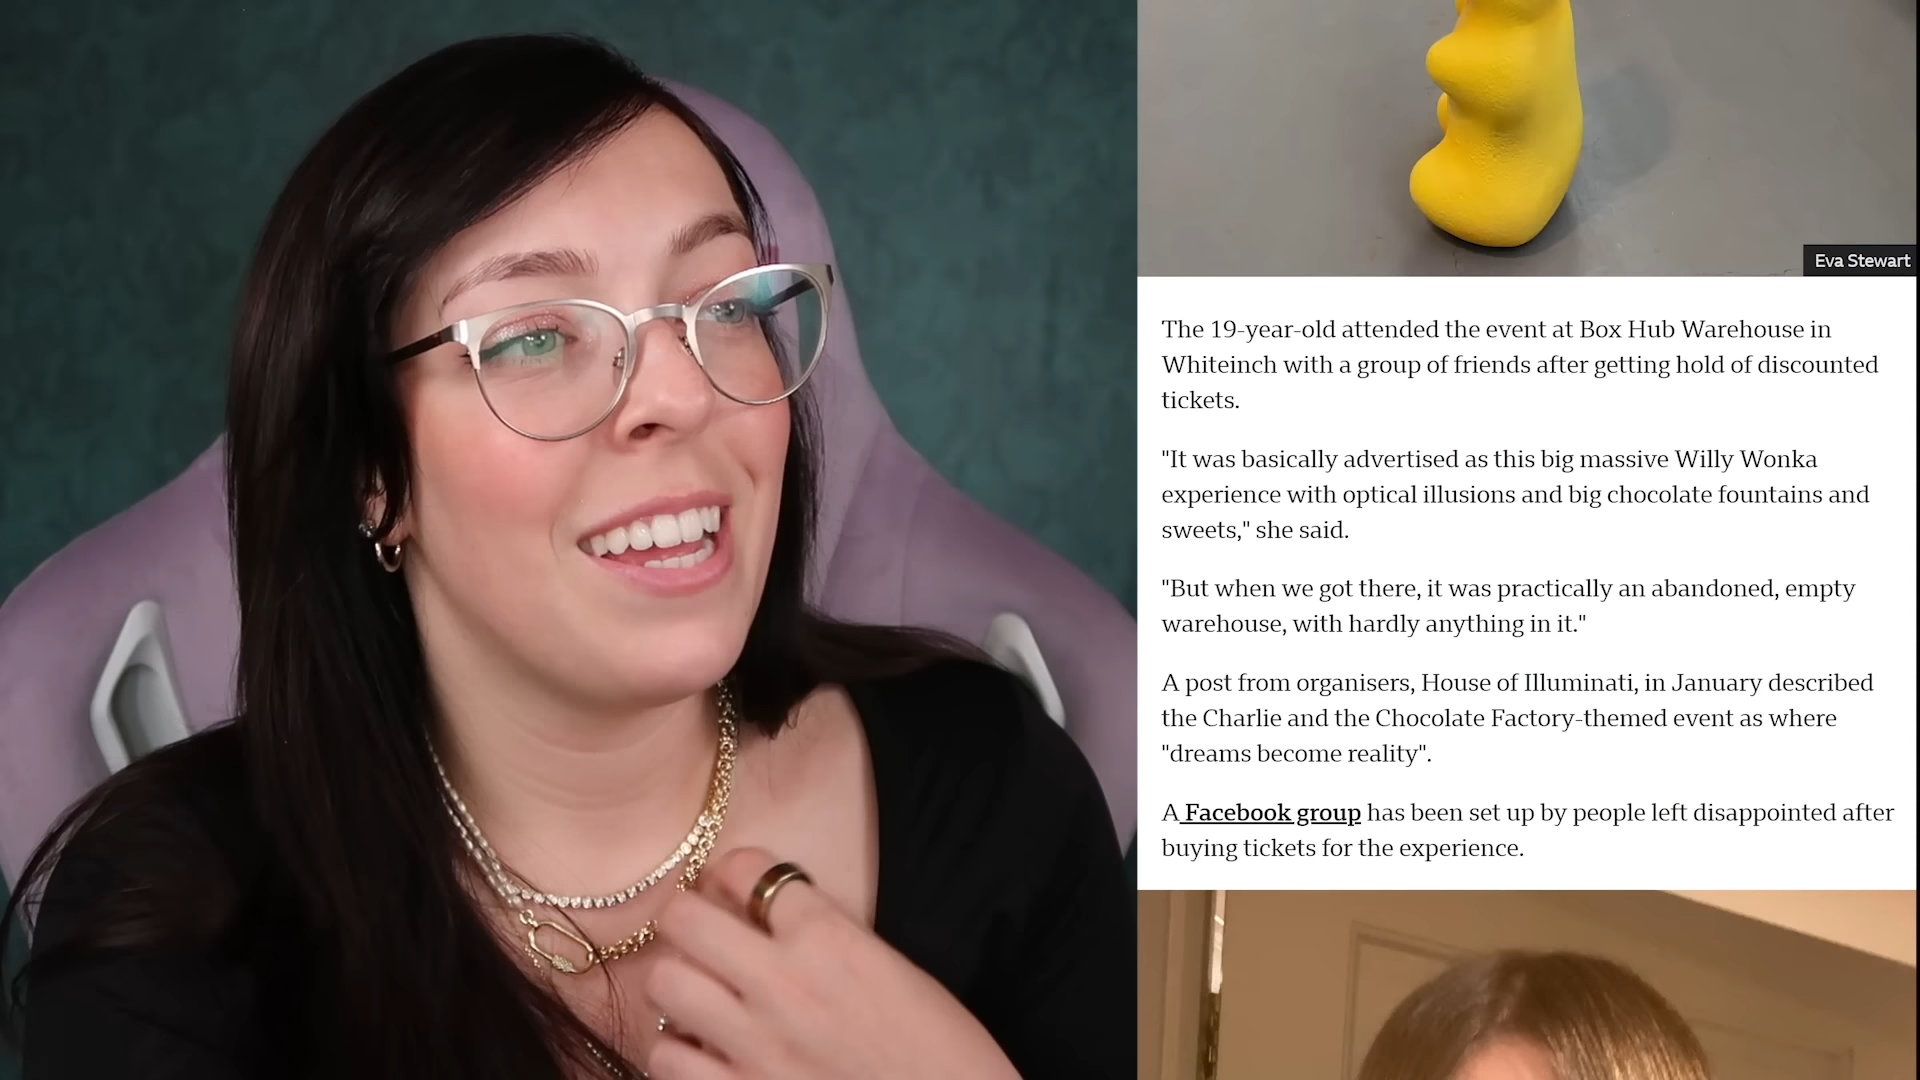 Eva Stewart
The 19-year-old attended the event at Box Hub Warehouse in
Whiteinch with a group of friends after getting hold of discounted
tickets.
"It was basically advertised as this big massive Willy Wonka
experience with optical illusions and big chocolate fountains and
sweets," she said.
"But when we got there, it was practically an abandoned, empty
warehouse, with hardly anything in it."
A post from organisers, House of Illuminati, in January described
the Charlie and the Chocolate Factory-themed event as where
"dreams become reality".
A Facebook group has been set up by people left disappointed after
buying tickets for the experience.